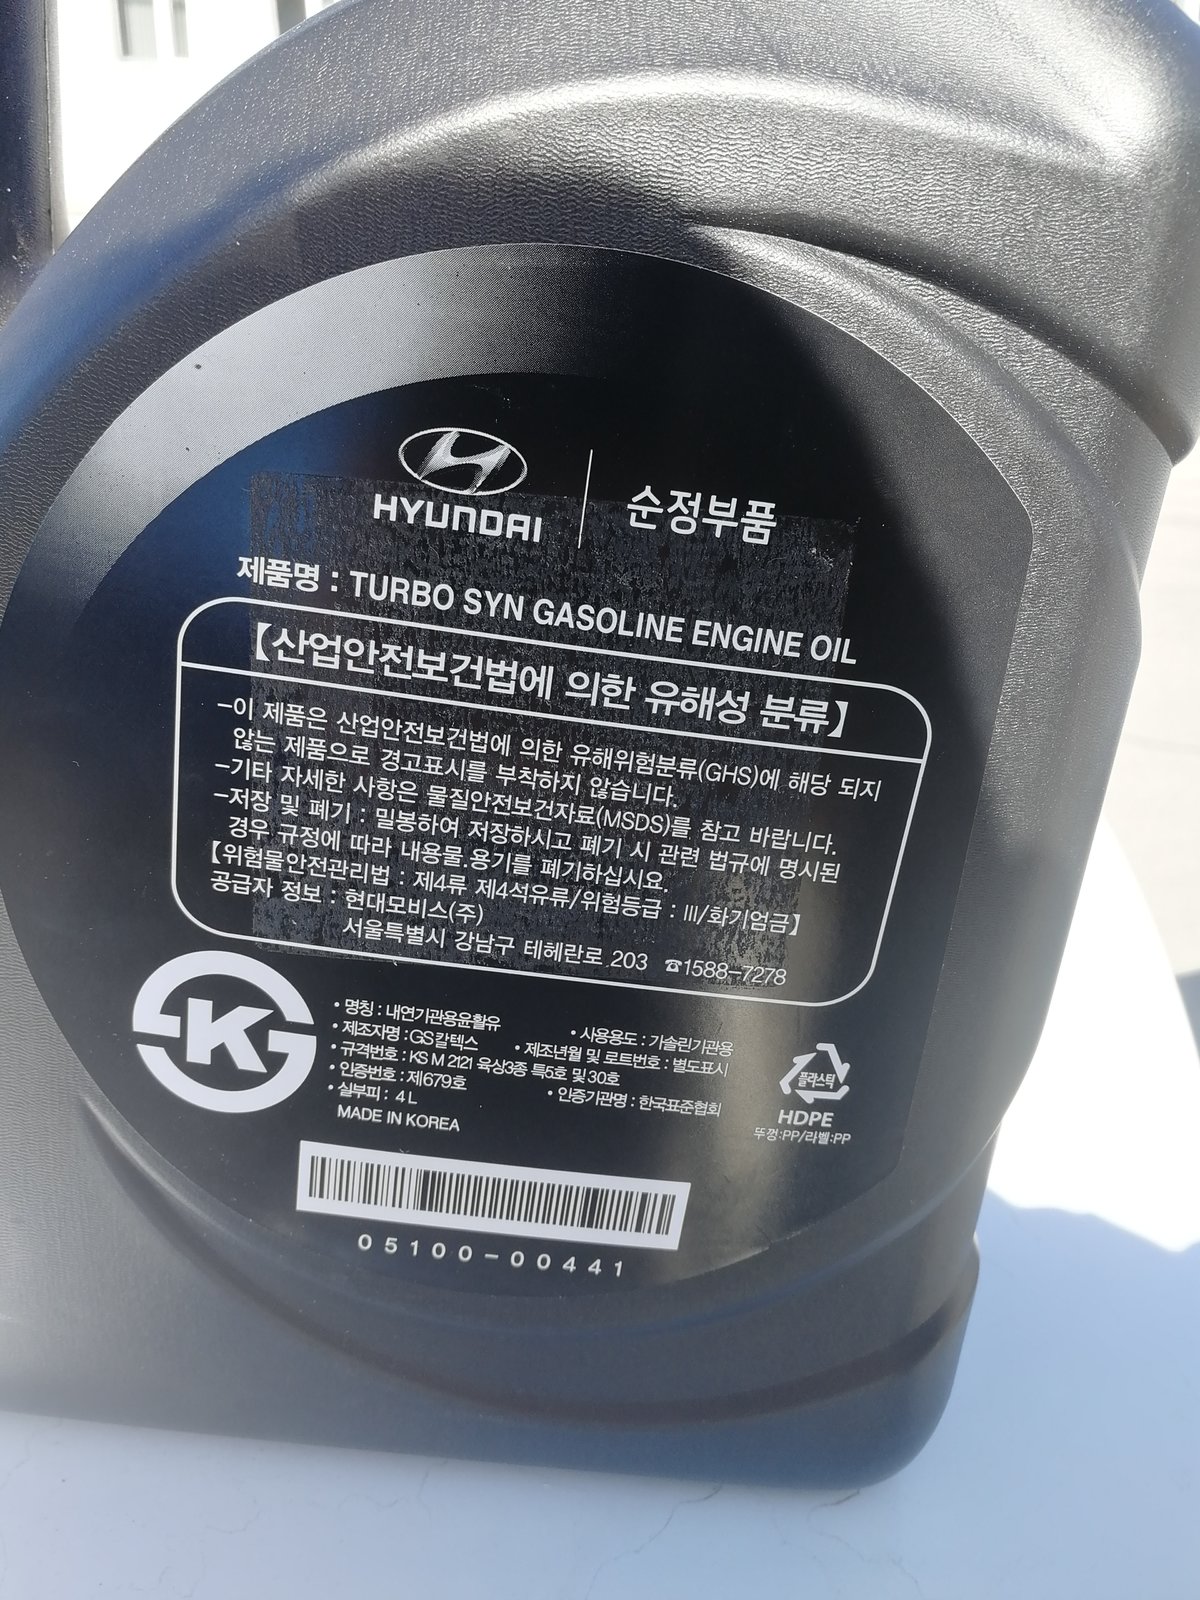 HYUNDAI
순정부품
제품명 : TURBO SYN GASOLINE ENGINE OIL
【산업안전보건법에 의한 유해성 분류】
-이 제품은 산업안전보건법에 의한 유해위험분류(GHS)에 해당 되지
않는 제품으로 경고표시를 부착하지 않습니다.
-기타 자세한 사항은 물질안전보건자료(MSDS)를 참고 바랍니다.
-저장 및 폐기 : 밀봉하여 저장하시고 폐기 시 관련 법규에 명시된
경우 규정에 따라 내용물.용기를 폐기하십시요.
【위험물안전관리법 : 제4류 제4석유류/위험등급 : III/화기엄금】
공급자 정보 : 현대모비스(주)
서울특별시 강남구 테헤란로 203 ☎1588-7278
K
• 명칭 : 내연기관용윤활유 • 사용용도 : 가솔린기관용
• 제조자명 : GS칼텍스 • 제조년월 및 로트번호 : 별도표시
• 규격번호 : KS M 2121 육상3종 특5호 및 30호
• 인증번호 : 제679호 • 인증기관명 : 한국표준협회
• 실부피 : 4 L
MADE IN KOREA
플라스틱
HDPE
뚜껑:PP/라벨:PP
05100-00441